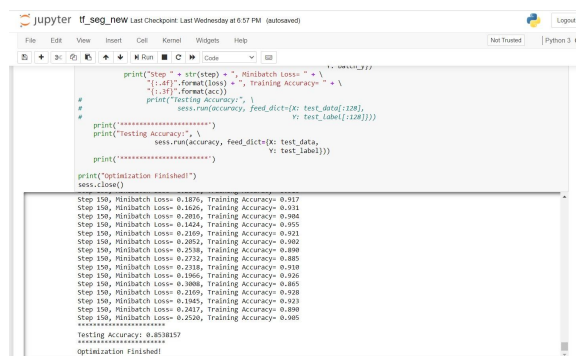 jupyter tf_seg_new Last Checkpoint: Last Wednesday at 6:57 PM (autosaved)
Logout
File Edit View Insert Cell Kernel Widgets Help
Not Trusted
Python 3
Run
Code
Y: batch_y})
print("Step " + str(step) + ", Minibatch Loss= " + \
"{:.4f}".format(loss) + ", Training Accuracy= " + \
"{:.3f}".format(acc))
# print("Testing Accuracy:", \
# sess.run(accuracy, feed_dict={X: test_data[:128],
# Y: test_label[:128]}))
print('***********************')
print("Testing Accuracy:", \
sess.run(accuracy, feed_dict={X: test_data,
Y: test_label}))
print('***********************')
print("Optimization Finished!")
sess.close()
Step 150, Minibatch Loss= 0.1876, Training Accuracy= 0.917
Step 150, Minibatch Loss= 0.1626, Training Accuracy= 0.931
Step 150, Minibatch Loss= 0.2016, Training Accuracy= 0.904
Step 150, Minibatch Loss= 0.1424, Training Accuracy= 0.955
Step 150, Minibatch Loss= 0.2169, Training Accuracy= 0.921
Step 150, Minibatch Loss= 0.2052, Training Accuracy= 0.902
Step 150, Minibatch Loss= 0.2538, Training Accuracy= 0.890
Step 150, Minibatch Loss= 0.2732, Training Accuracy= 0.885
Step 150, Minibatch Loss= 0.2318, Training Accuracy= 0.910
Step 150, Minibatch Loss= 0.1966, Training Accuracy= 0.926
Step 150, Minibatch Loss= 0.3008, Training Accuracy= 0.865
Step 150, Minibatch Loss= 0.2169, Training Accuracy= 0.928
Step 150, Minibatch Loss= 0.1945, Training Accuracy= 0.923
Step 150, Minibatch Loss= 0.2417, Training Accuracy= 0.890
Step 150, Minibatch Loss= 0.2520, Training Accuracy= 0.905
***********************
Testing Accuracy: 0.8538157
***********************
Optimization Finished!